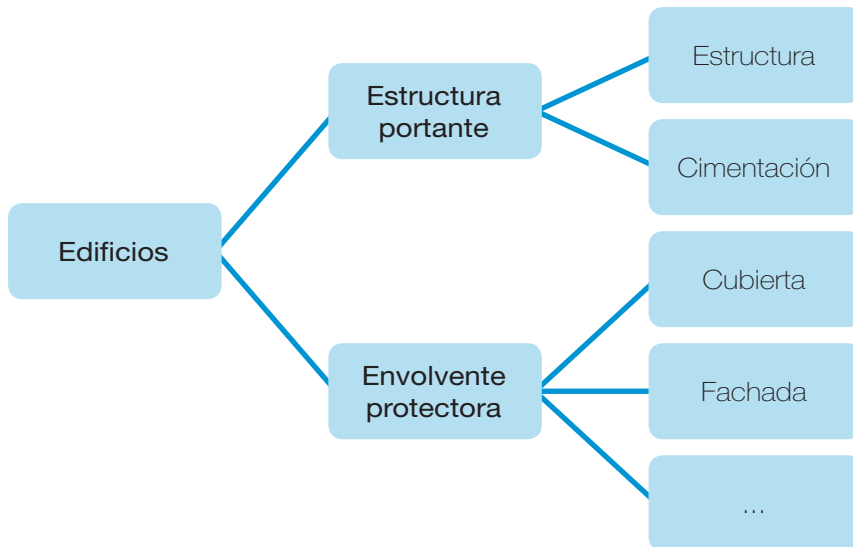 Edificios
Estructura
portante
Estructura
Cimentación
Envolvente
protectora
Cubierta
Fachada
...